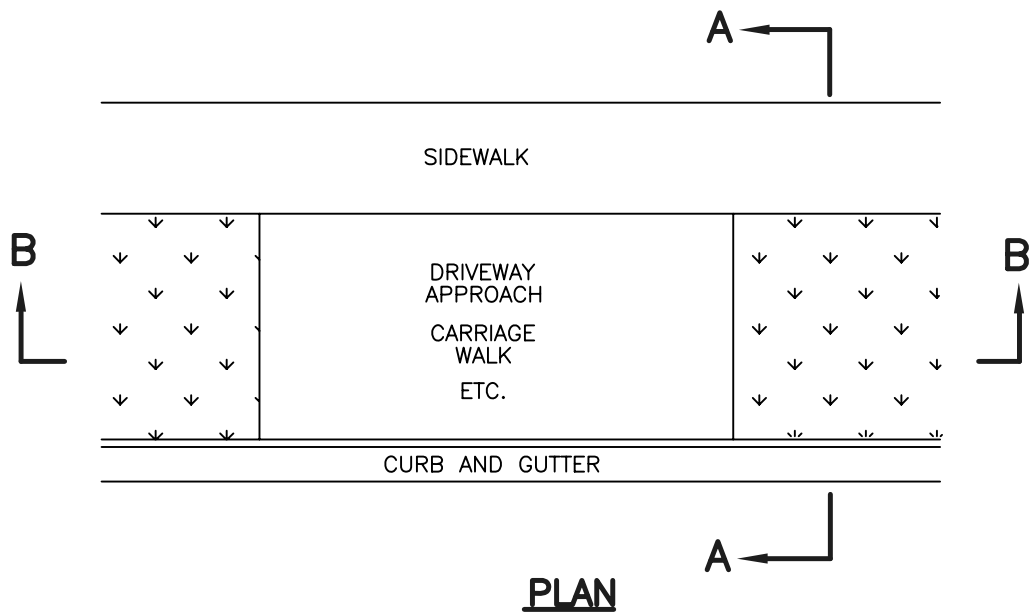 A
SIDEWALK
B
B
DRIVEWAY
APPROACH
CARRIAGE
WALK
ETC.
CURB AND GUTTER
A
PLAN